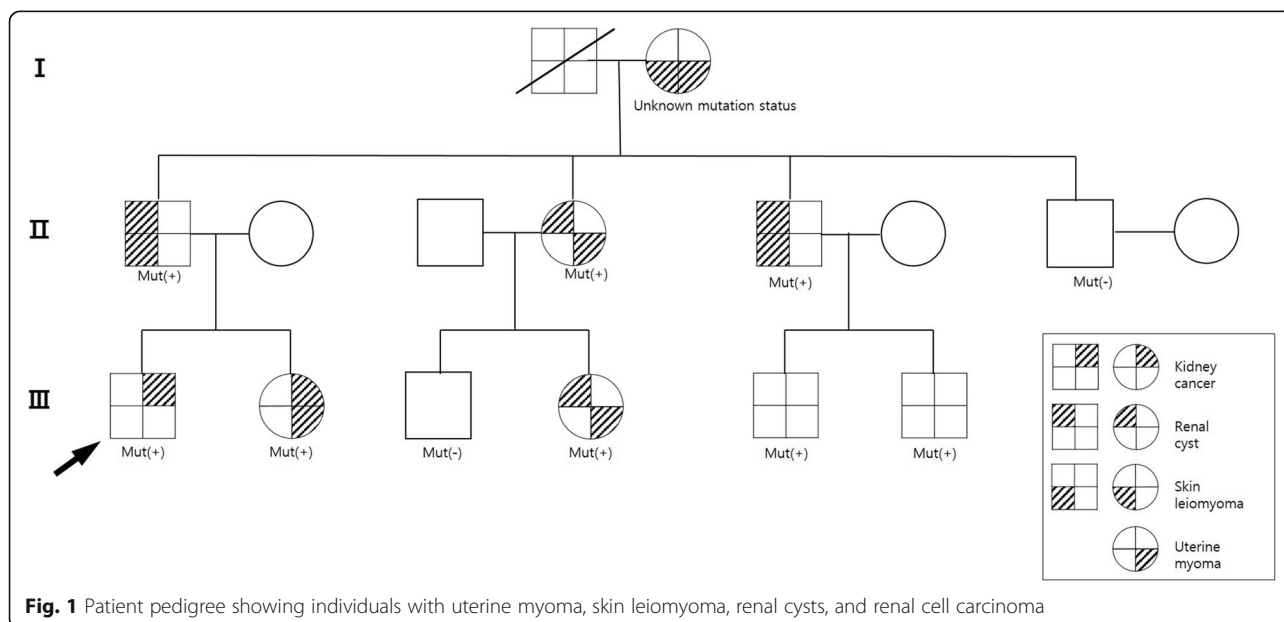 I
Unknown mutation status
II
Mut(+)
Mut(+)
Mut(+)
Mut(-)
III
Mut(+)
Mut(+)
Mut(-)
Mut(+)
Mut(+)
Mut(+)
Kidney
cancer
Renal
cyst
Skin
leiomyoma
Uterine
myoma
Fig. 1 Patient pedigree showing individuals with uterine myoma, skin leiomyoma, renal cysts, and renal cell carcinoma